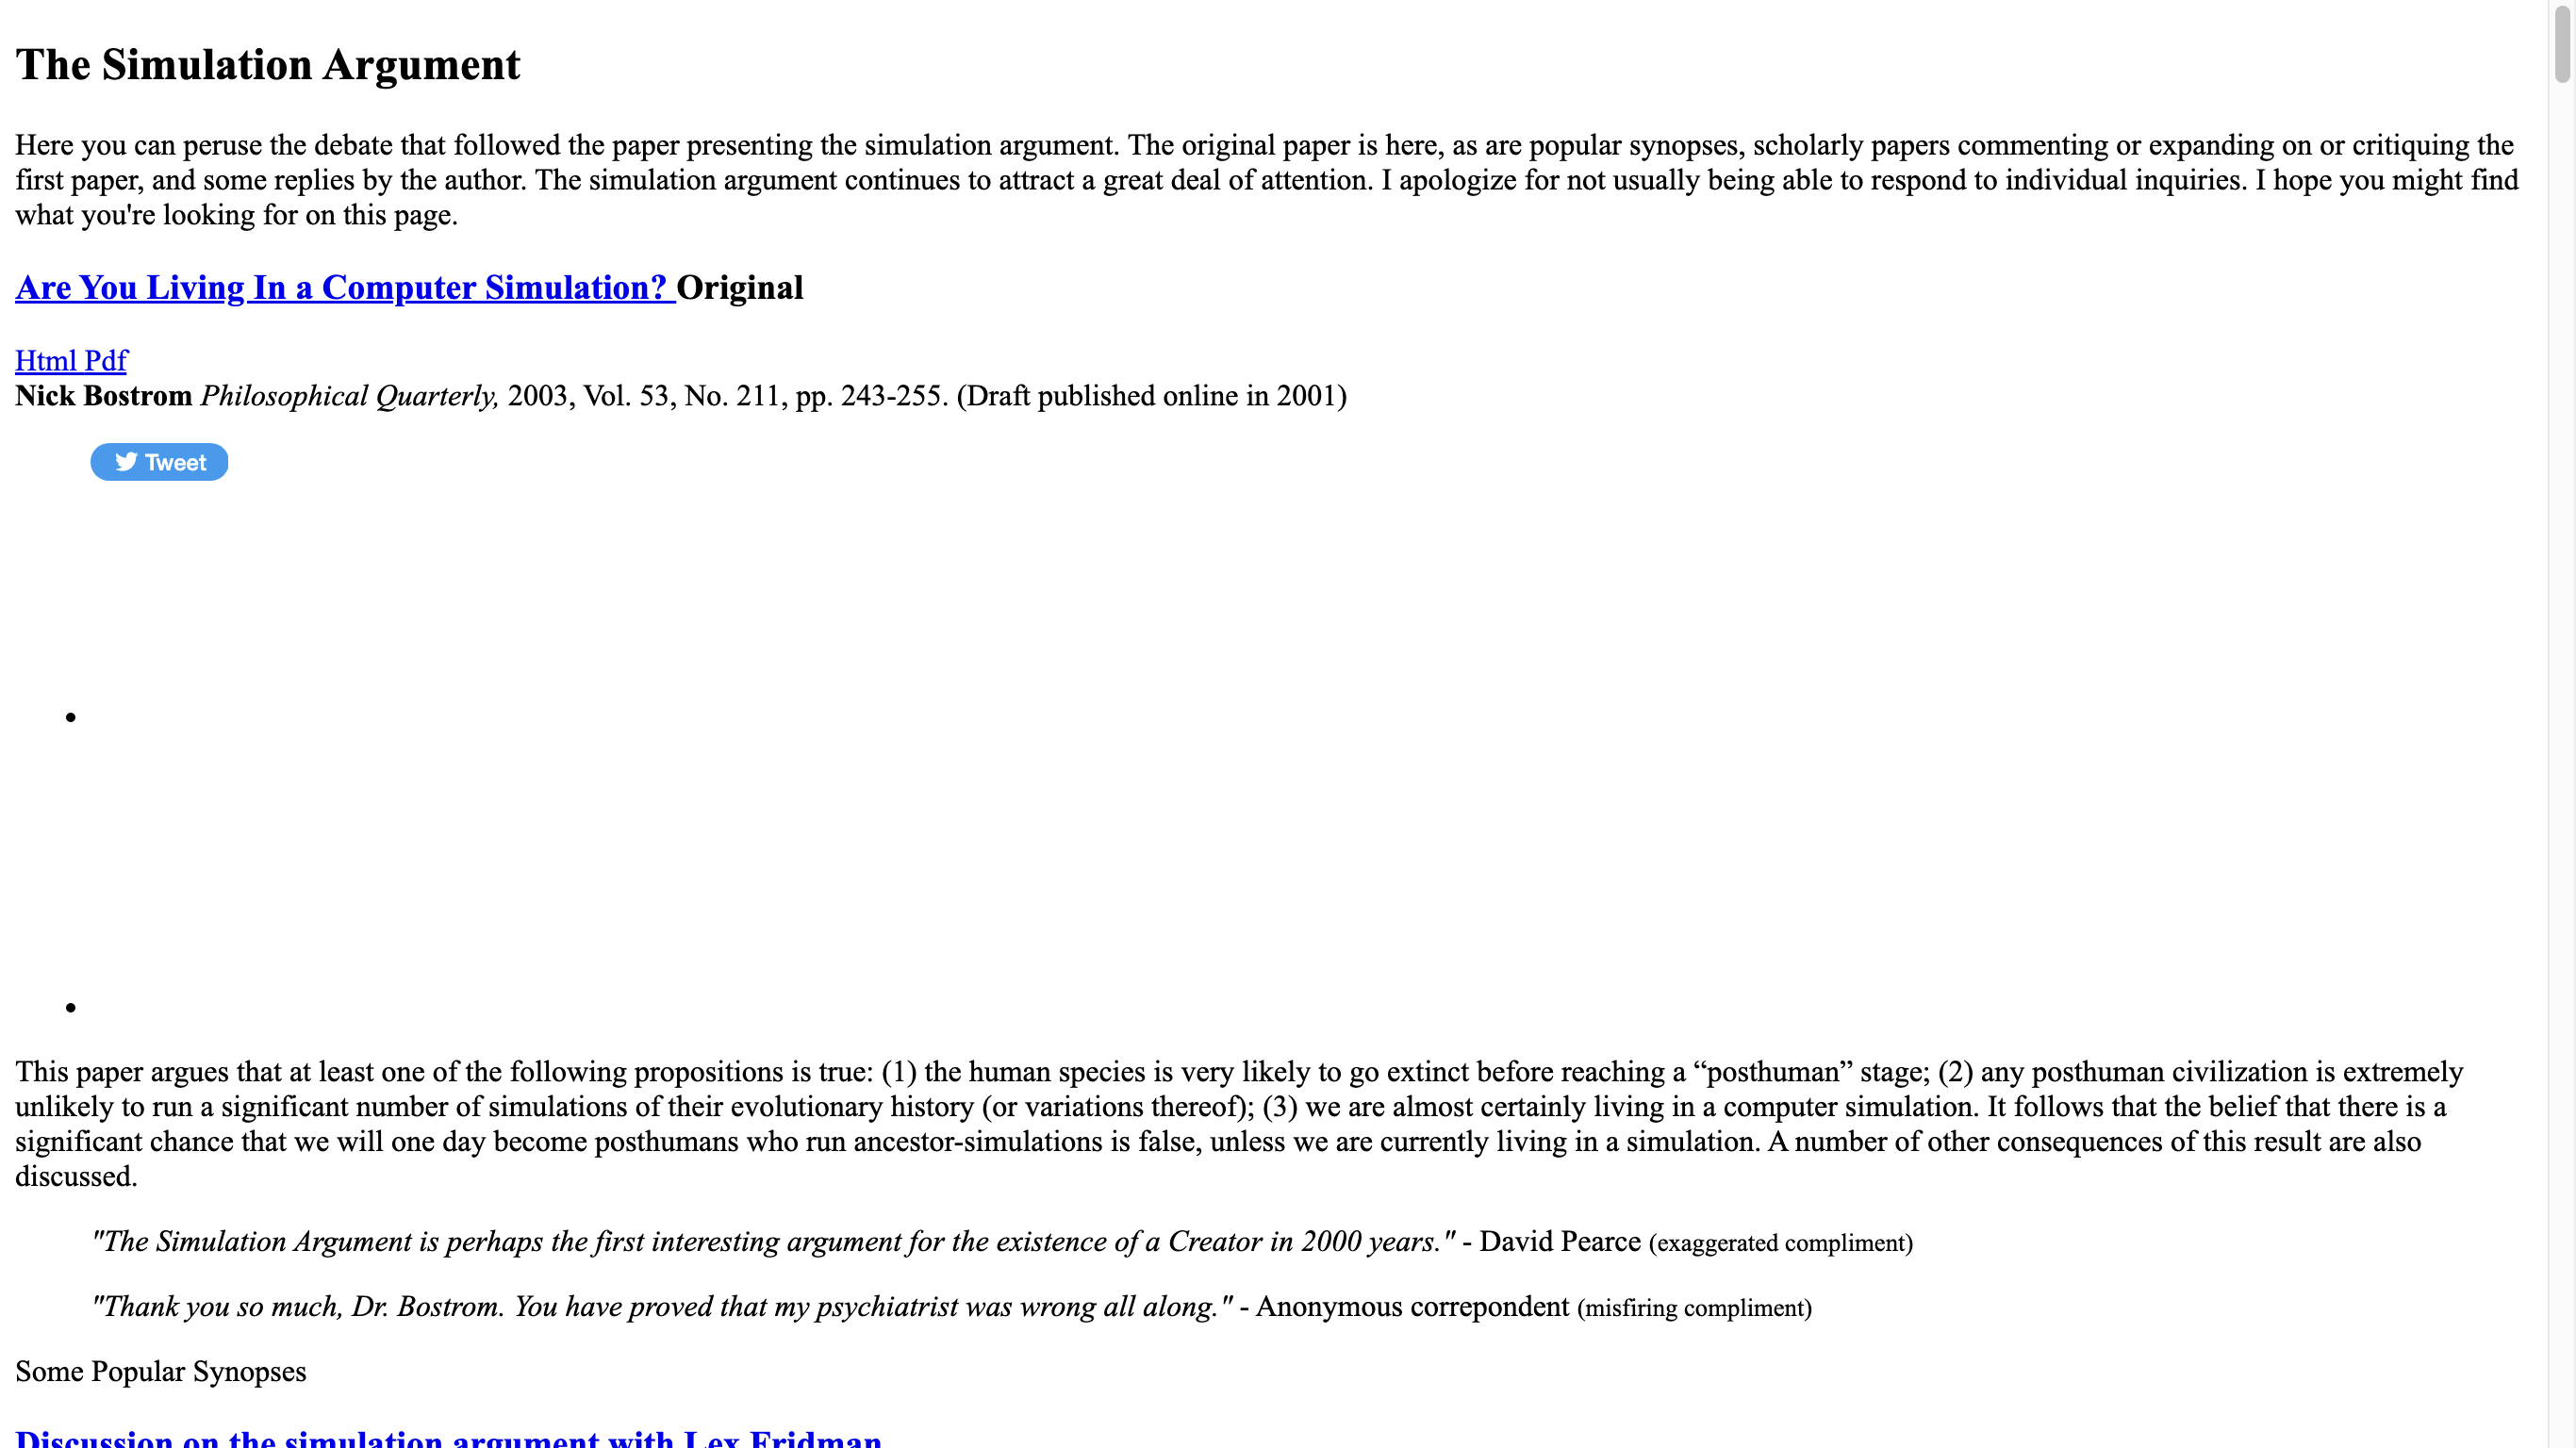 The Simulation Argument
Here you can peruse the debate that followed the paper presenting the simulation argument. The original paper is here, as are popular synopses, scholarly papers commenting or expanding on or critiquing the
first paper, and some replies by the author. The simulation argument continues to attract a great deal of attention. I apologize for not usually being able to respond to individual inquiries. I hope you might find
what you're looking for on this page.
Are You Living In a Computer Simulation? Original
Html Pdf
Nick Bostrom Philosophical Quarterly, 2003, Vol. 53, No. 211, pp. 243-255. (Draft published online in 2001)
Tweet
This paper argues that at least one of the following propositions is true: (1) the human species is very likely to go extinct before reaching a “posthuman” stage; (2) any posthuman civilization is extremely
unlikely to run a significant number of simulations of their evolutionary history (or variations thereof); (3) we are almost certainly living in a computer simulation. It follows that the belief that there is a
significant chance that we will one day become posthumans who run ancestor-simulations is false, unless we are currently living in a simulation. A number of other consequences of this result are also
discussed.
"The Simulation Argument is perhaps the first interesting argument for the existence of a Creator in 2000 years." - David Pearce (exaggerated compliment)
"Thank you so much, Dr. Bostrom. You have proved that my psychiatrist was wrong all along." - Anonymous correpondent (misfiring compliment)
Some Popular Synopses
Discussion on the simulation argument with Lex Fridman